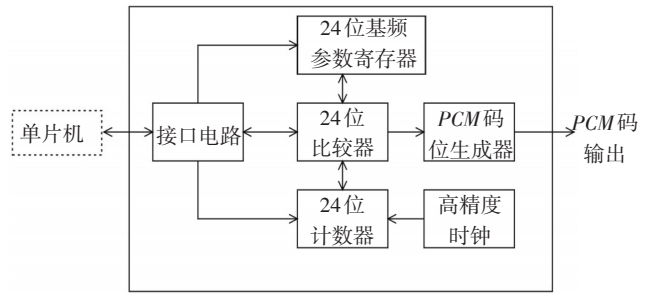 24位基频
参数寄存器
单片机
接口电路
24位
比较器
PCM码
位生成器
PCM码
输出
24位
计数器
高精度
时钟